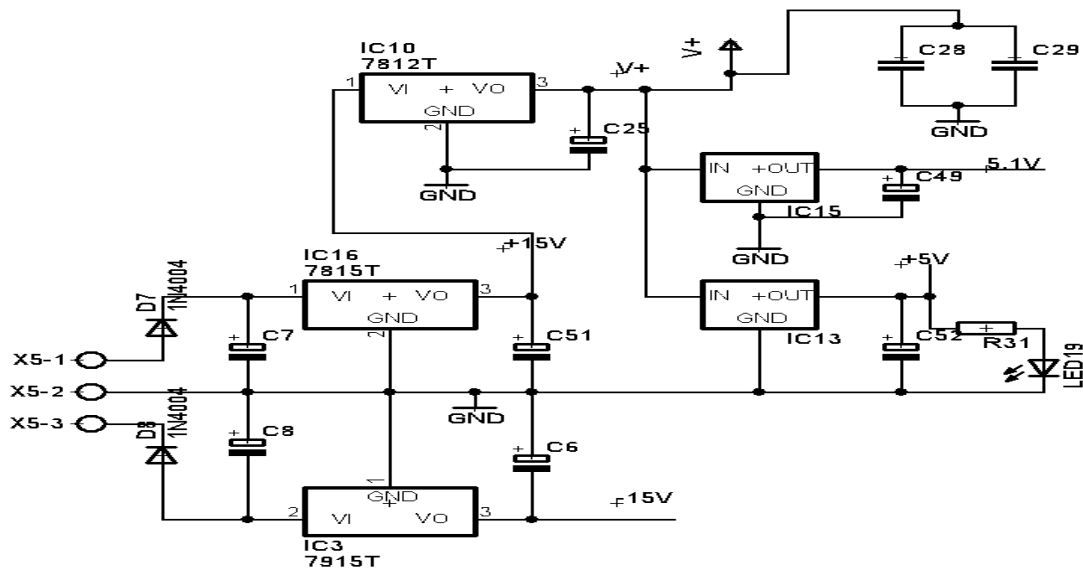 IC10
7812T
1
VI
+
VO
3
GND
2
+
C25
GND
V+
V+
C28
C29
GND
IN
+OUT
GND
IC15
+
C49
5.1V
GND
+15V
IC16
7815T
1
VI
+
VO
3
GND
2
D7
1N4004
+
C7
+
C51
IN
+OUT
GND
IC13
+5V
+
C52
R31
LED19
X5-1
X5-2
X5-3
GND
D8
1N4004
+
C8
+
C6
1
GND
+
2
VI
VO
3
IC3
7915T
-15V